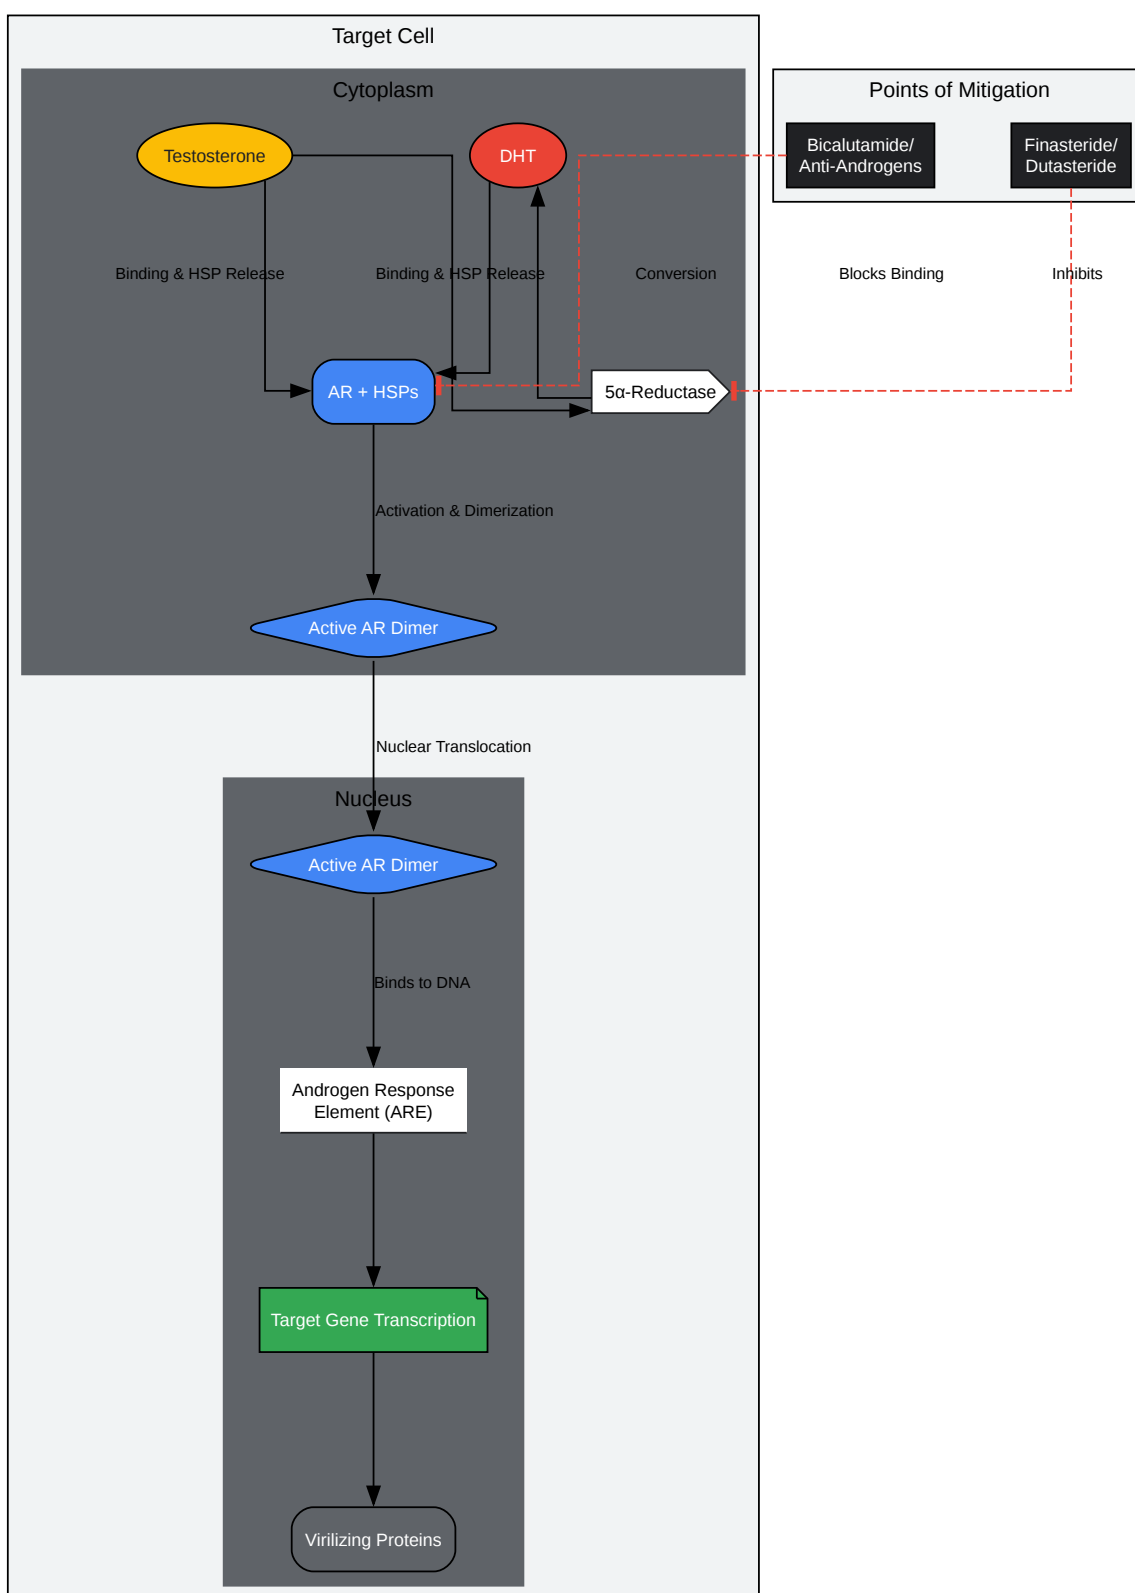 Target Cell
Cytoplasm
Points of Mitigation
Testosterone
DHT
Bicalutamide/
Anti-Androgens
Finasteride/
Dutasteride
Binding & HSP Release
Binding & HSP Release
Conversion
Blocks Binding
Inhibits
AR + HSPs
5α-Reductase
Activation & Dimerization
Active AR Dimer
Nuclear Translocation
Nucleus
Active AR Dimer
Binds to DNA
Androgen Response
Element (ARE)
Target Gene Transcription
Virilizing Proteins